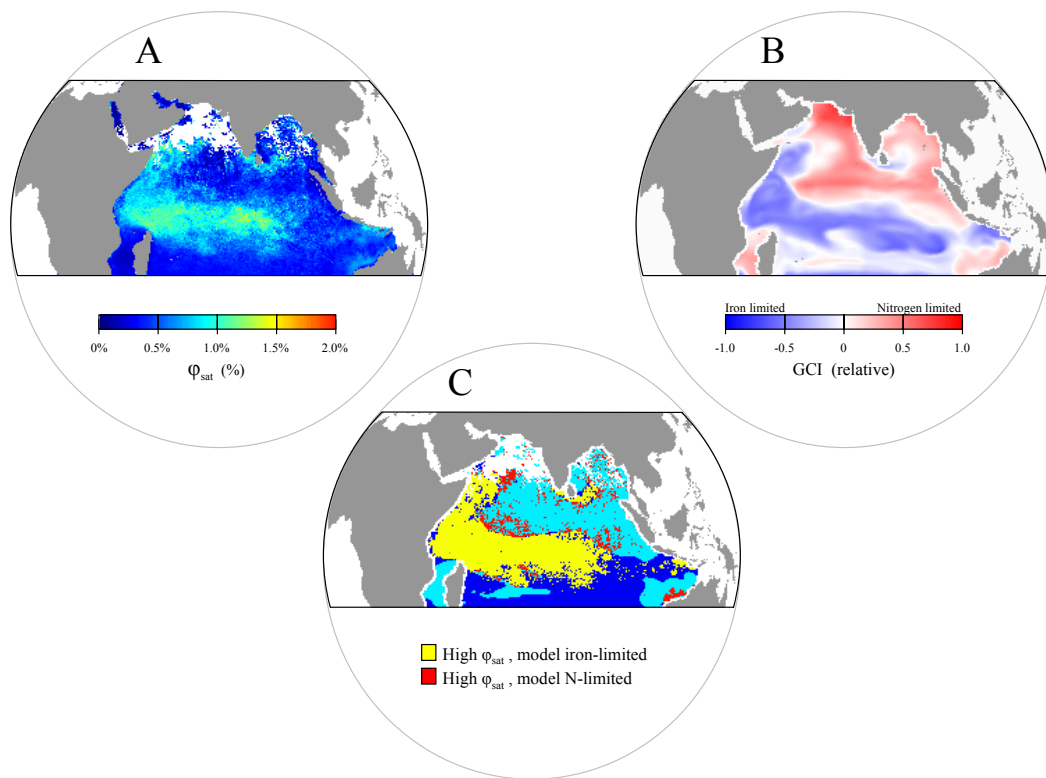 A
0% 0.5% 1.0% 1.5% 2.0%
φsat (%)
B
Iron limited Nitrogen limited
-1.0 -0.5 0 0.5 1.0
GCI (relative)
C
High φsat , model iron-limited
High φsat , model N-limited